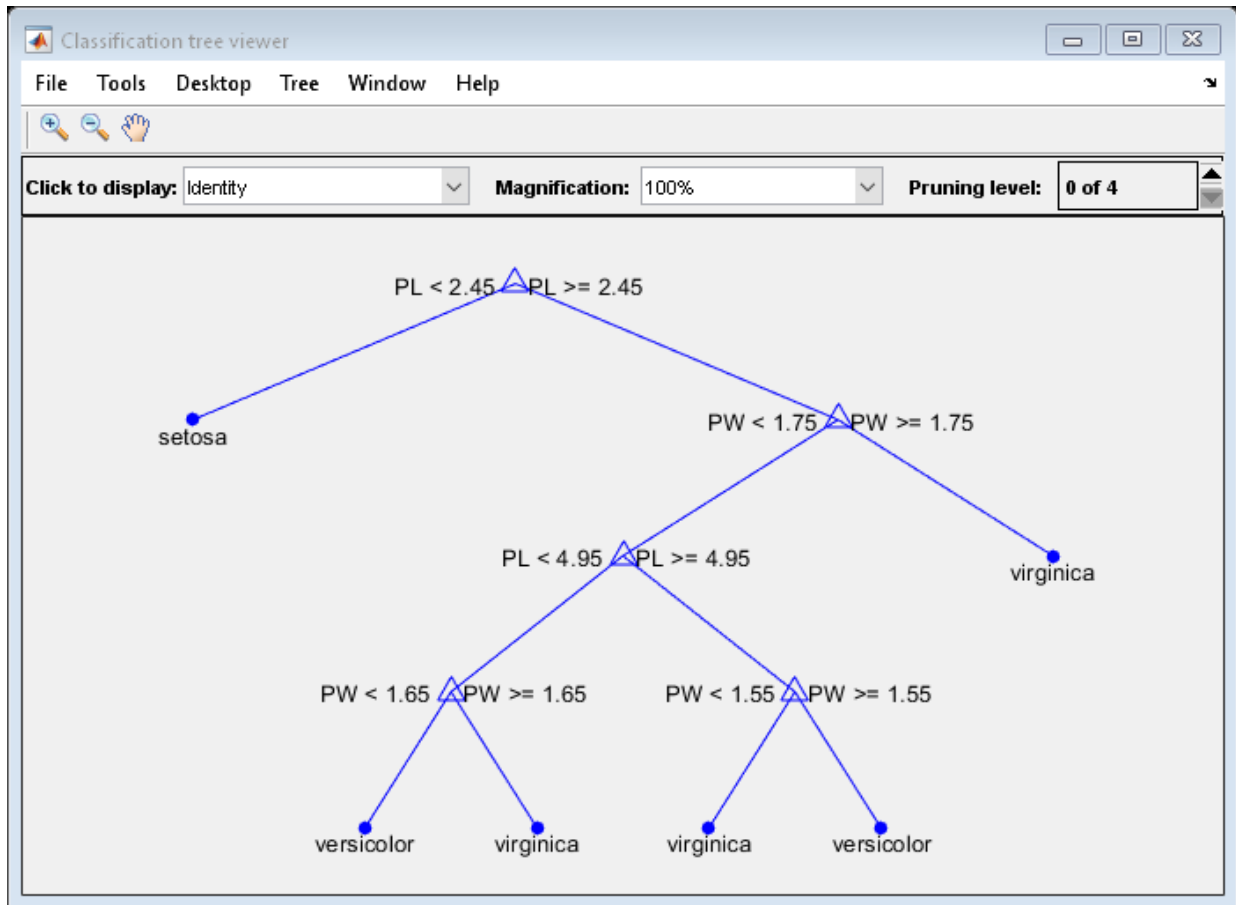 Classification tree viewer
File Tools Desktop Tree Window Help
Click to display: Identity Magnification: 100% Pruning level: 0 of 4
PL < 2.45 PL >= 2.45
setosa
PW < 1.75 PW >= 1.75
PL < 4.95 PL >= 4.95
virginica
PW < 1.65 PW >= 1.65 PW < 1.55 PW >= 1.55
versicolor virginica virginica versicolor